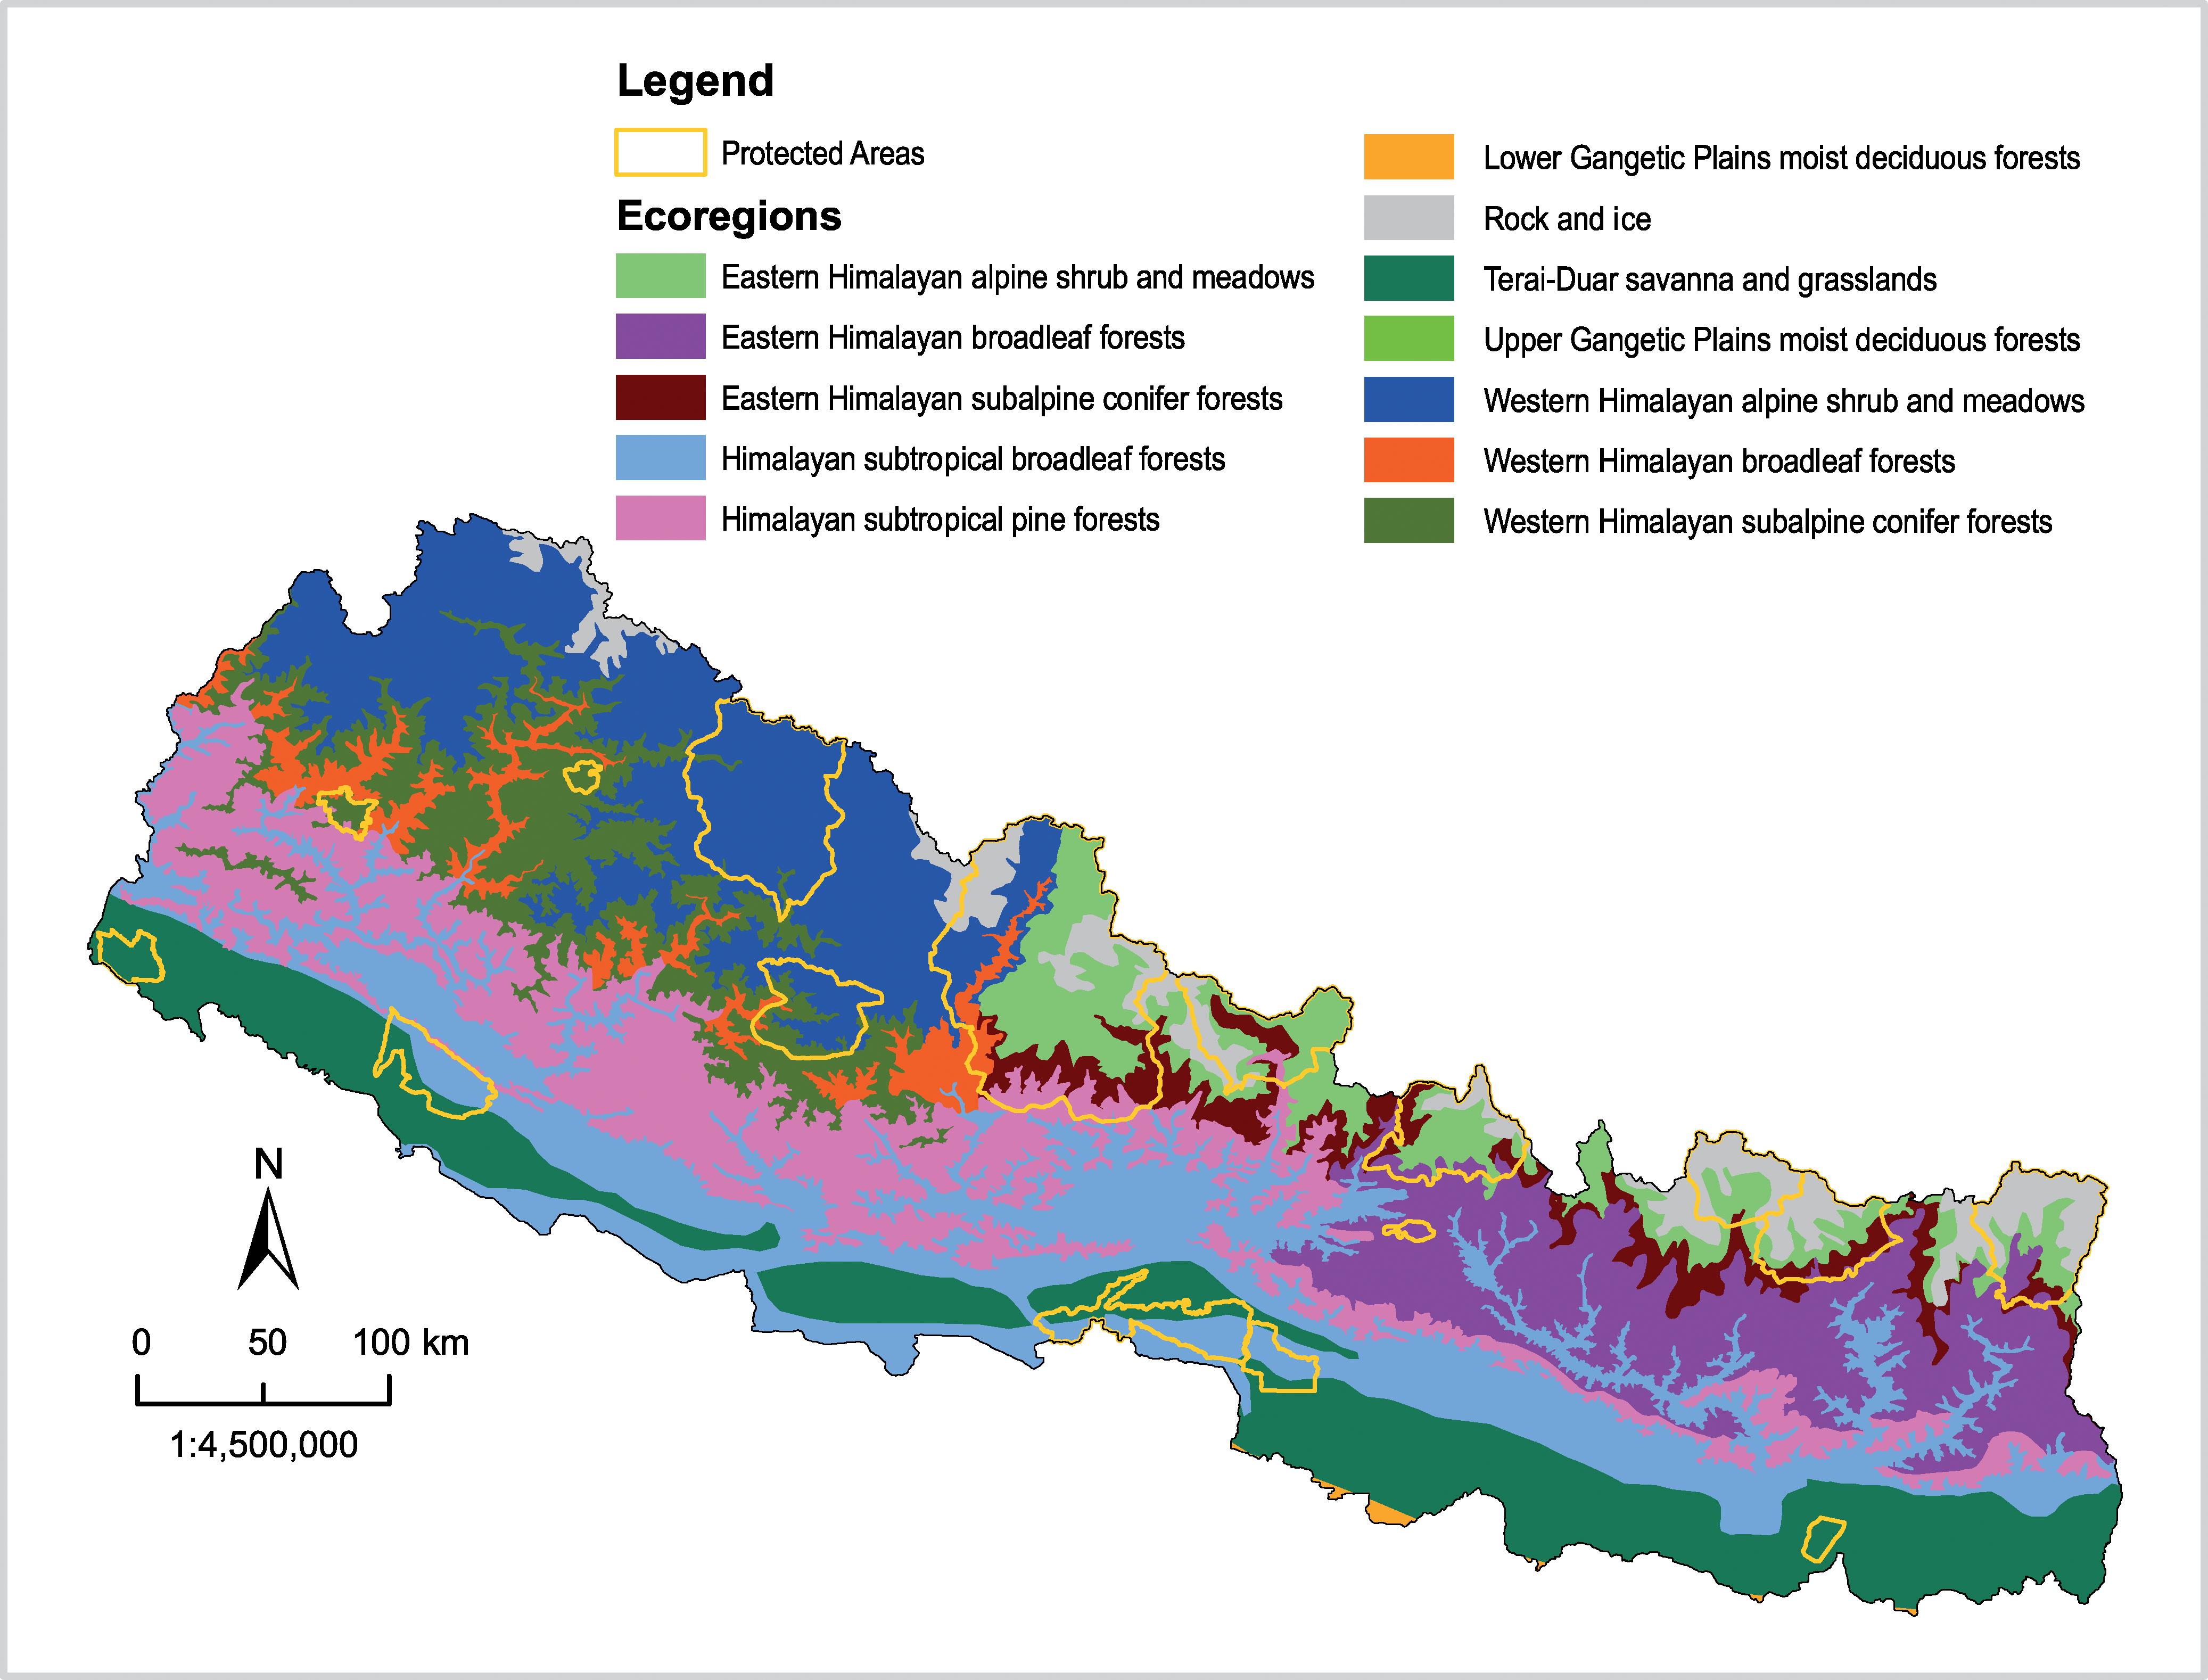 Legend
Protected Areas
Ecoregions
Eastern Himalayan alpine shrub and meadows
Eastern Himalayan broadleaf forests
Eastern Himalayan subalpine conifer forests
Himalayan subtropical broadleaf forests
Himalayan subtropical pine forests
Lower Gangetic Plains moist deciduous forests
Rock and ice
Terai-Duar savanna and grasslands
Upper Gangetic Plains moist deciduous forests
Western Himalayan alpine shrub and meadows
Western Himalayan broadleaf forests
Western Himalayan subalpine conifer forests
N
0 50 100 km
1:4,500,000